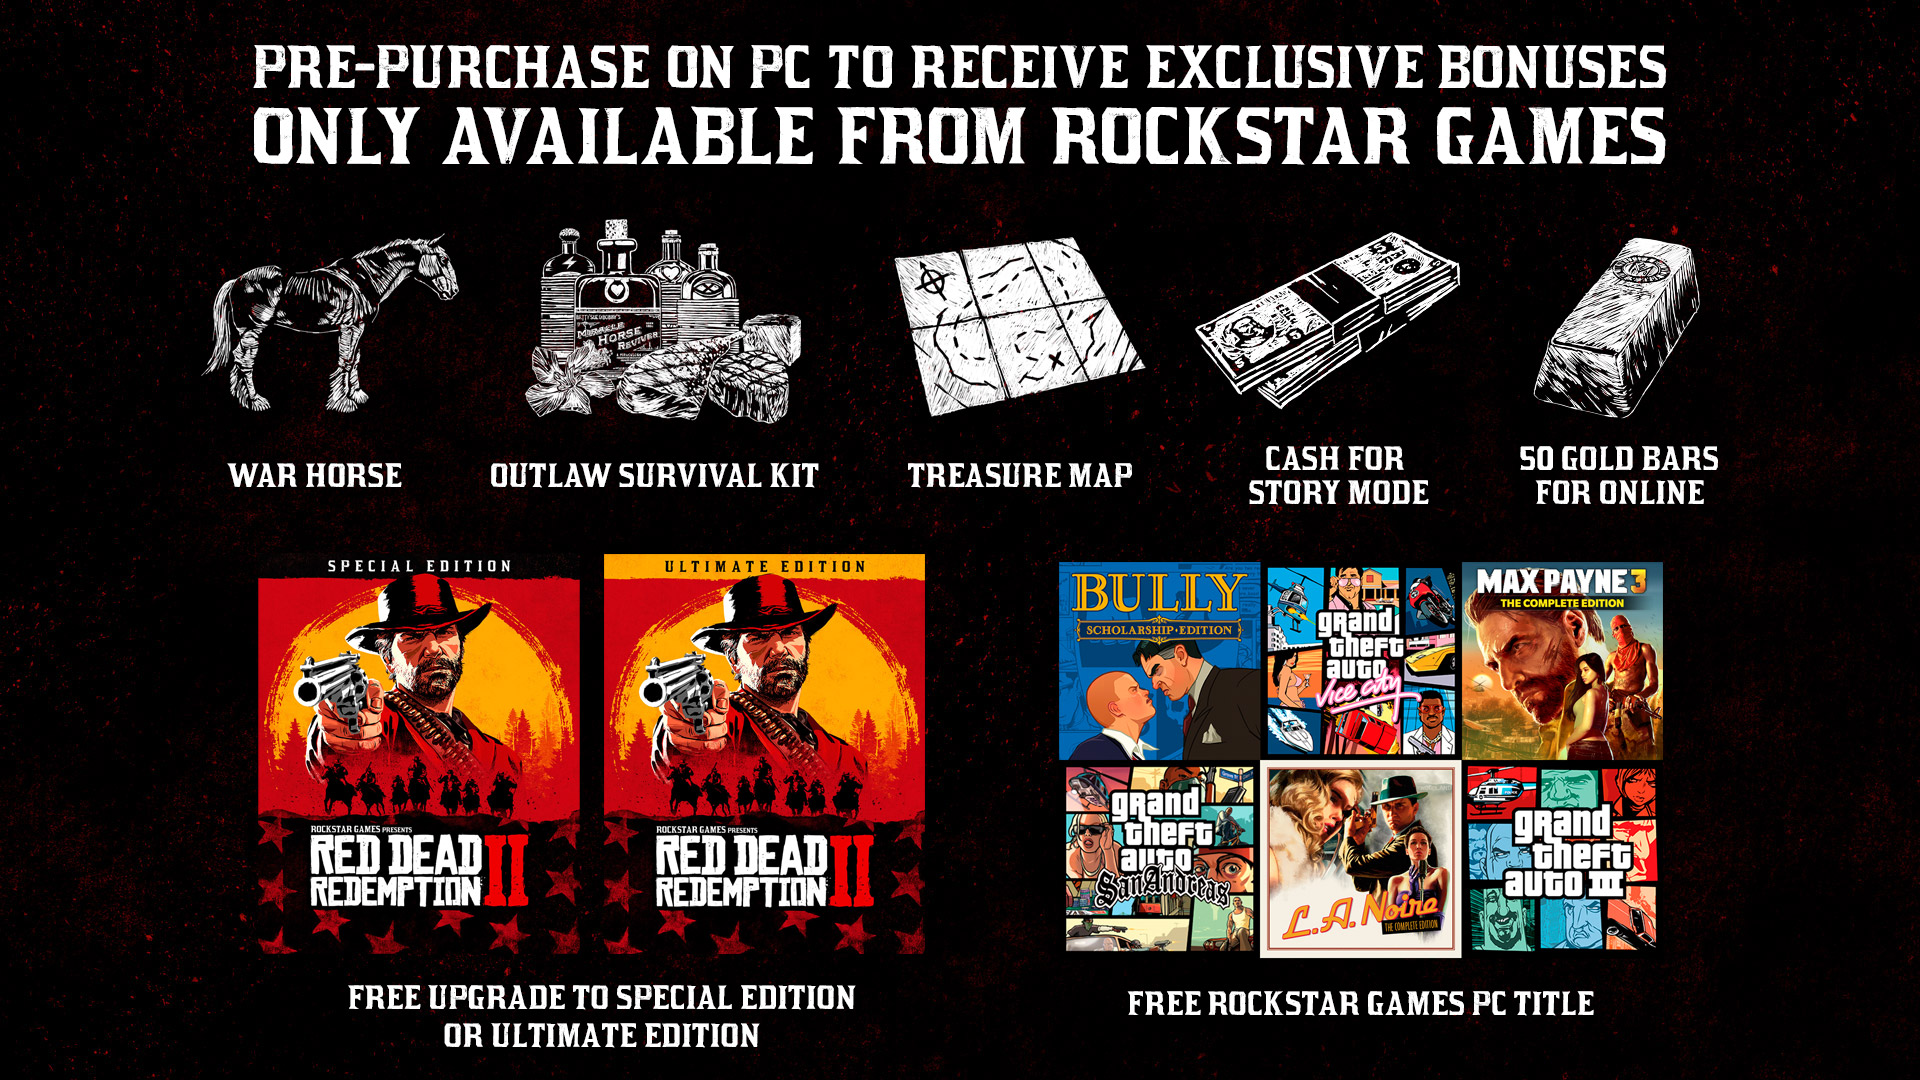 PRE-PURCHASE ON PC TO RECEIVE EXCLUSIVE BONUSES
ONLY AVAILABLE FROM ROCKSTAR GAMES
MIRACLE
HORSE
REVIVER
WAR HORSE
OUTLAW SURVIVAL KIT
TREASURE MAP
CASH FOR
STORY MODE
50 GOLD BARS
FOR ONLINE
SPECIAL EDITION
ROCKSTAR GAMES PRESENTS
RED DEAD
REDEMPTION II
ULTIMATE EDITION
ROCKSTAR GAMES PRESENTS
RED DEAD
REDEMPTION II
BULLY
SCHOLARSHIP EDITION
grand
theft
auto
Vice City
MAX PAYNE 3
THE COMPLETE EDITION
grand
theft
auto
San Andreas
L.A. Noire
THE COMPLETE EDITION
grand
theft
auto III
FREE UPGRADE TO SPECIAL EDITION
OR ULTIMATE EDITION
FREE ROCKSTAR GAMES PC TITLE